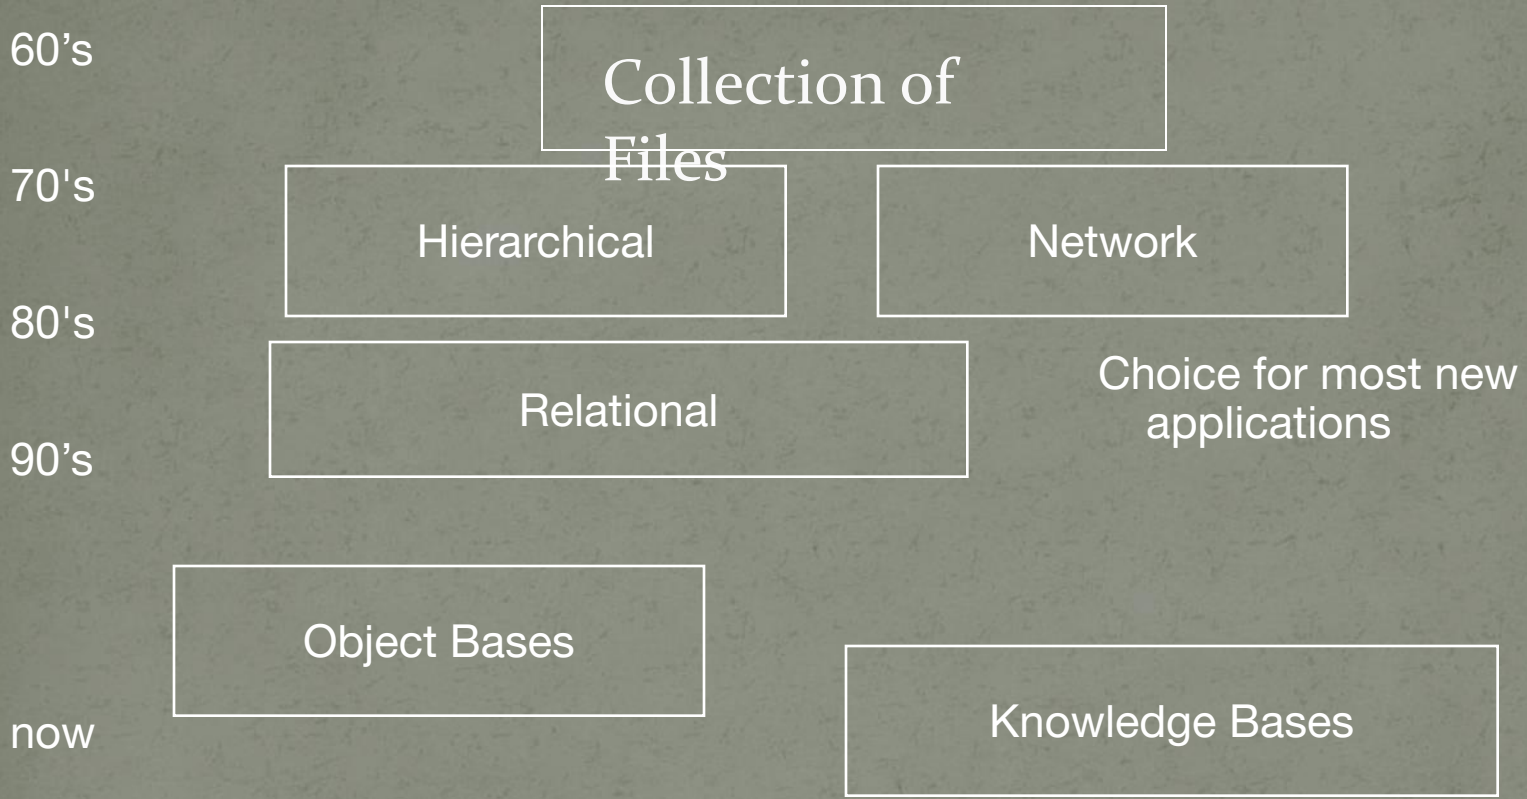 60’s
Collection of
Files
70's
Hierarchical
Network
80's
Choice for most new
applications
Relational
90’s
Object Bases
Knowledge Bases
now